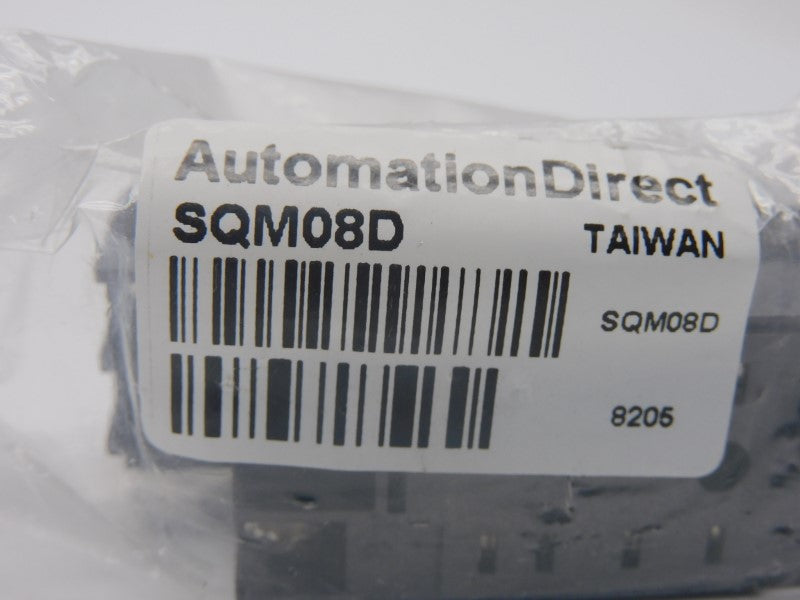 AutomationDirect
SQM08D TAIWAN
SQM08D
8205